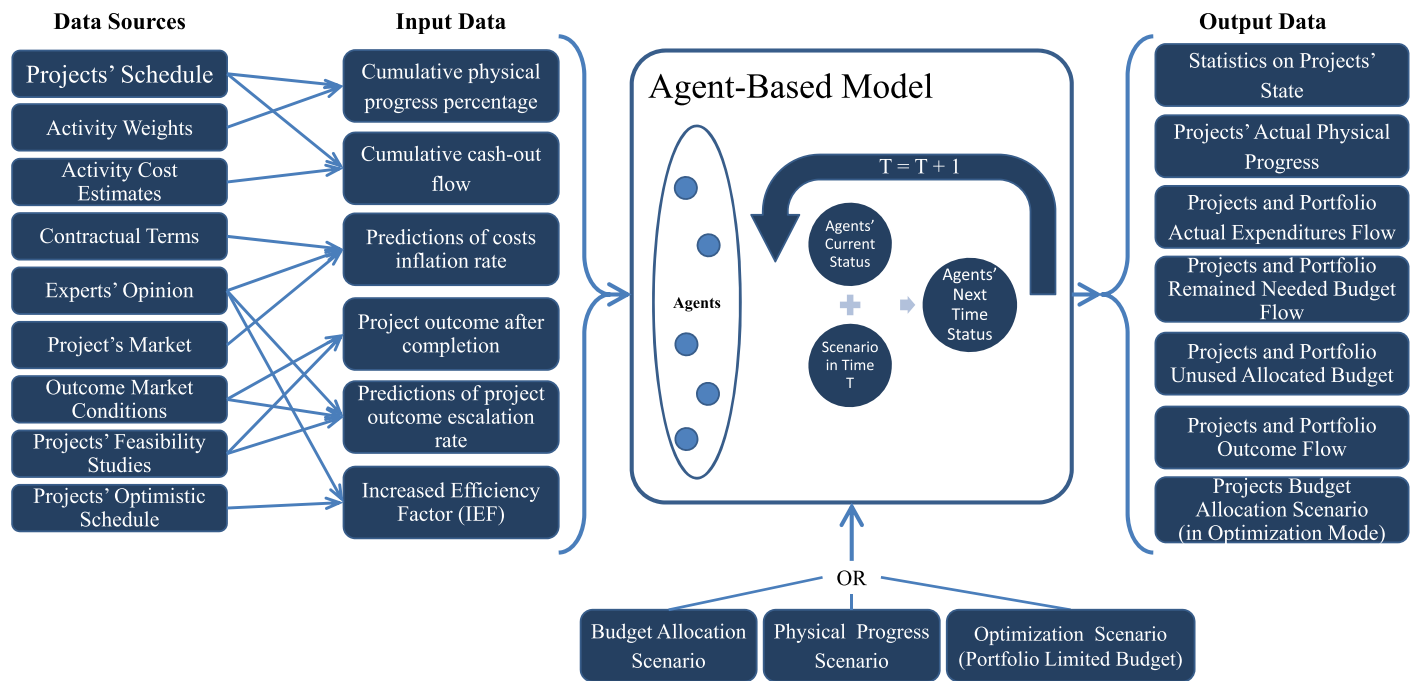 Data Sources
Projects’ Schedule
Activity Weights
Activity Cost
Estimates
Contractual Terms
Experts’ Opinion
Project’s Market
Outcome Market
Conditions
Projects’ Feasibility
Studies
Projects’ Optimistic
Schedule
Input Data
Cumulative physical
progress percentage
Cumulative cash-out
flow
Predictions of costs
inflation rate
Project outcome after
completion
Predictions of project
outcome escalation
rate
Increased Efficiency
Factor (IEF)
Agent-Based Model
Agents
T = T + 1
Agents’
Current
Status
Scenario
in Time
T
Agents’
Next
Time
Status
OR
Budget Allocation
Scenario
Physical Progress
Scenario
Optimization Scenario
(Portfolio Limited Budget)
Output Data
Statistics on Projects’
State
Projects’ Actual Physical
Progress
Projects and Portfolio
Actual Expenditures Flow
Projects and Portfolio
Remained Needed Budget
Flow
Projects and Portfolio
Unused Allocated Budget
Projects and Portfolio
Outcome Flow
Projects Budget
Allocation Scenario
(in Optimization Mode)